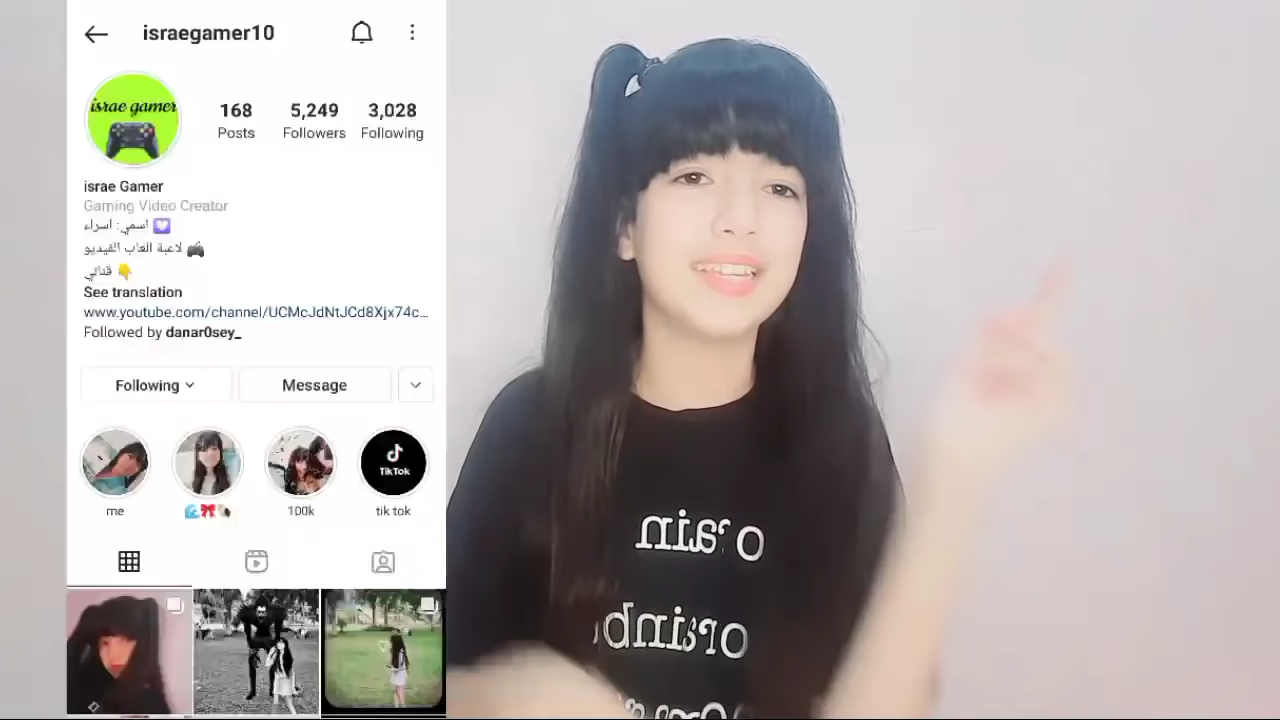 israegamer10
israe gamer
168
Posts
5,249
Followers
3,028
Following
israe Gamer
Gaming Video Creator
اسمي: اسراء 💟
لاعبة العاب الفيديو 🎮
قناتي 👇
See translation
www.youtube.com/channel/UCMcJdNtJCd8Xjx74c…
Followed by danar0sey_
Following
Message
TikTok
me
🌊🎀🐚
100k
tik tok